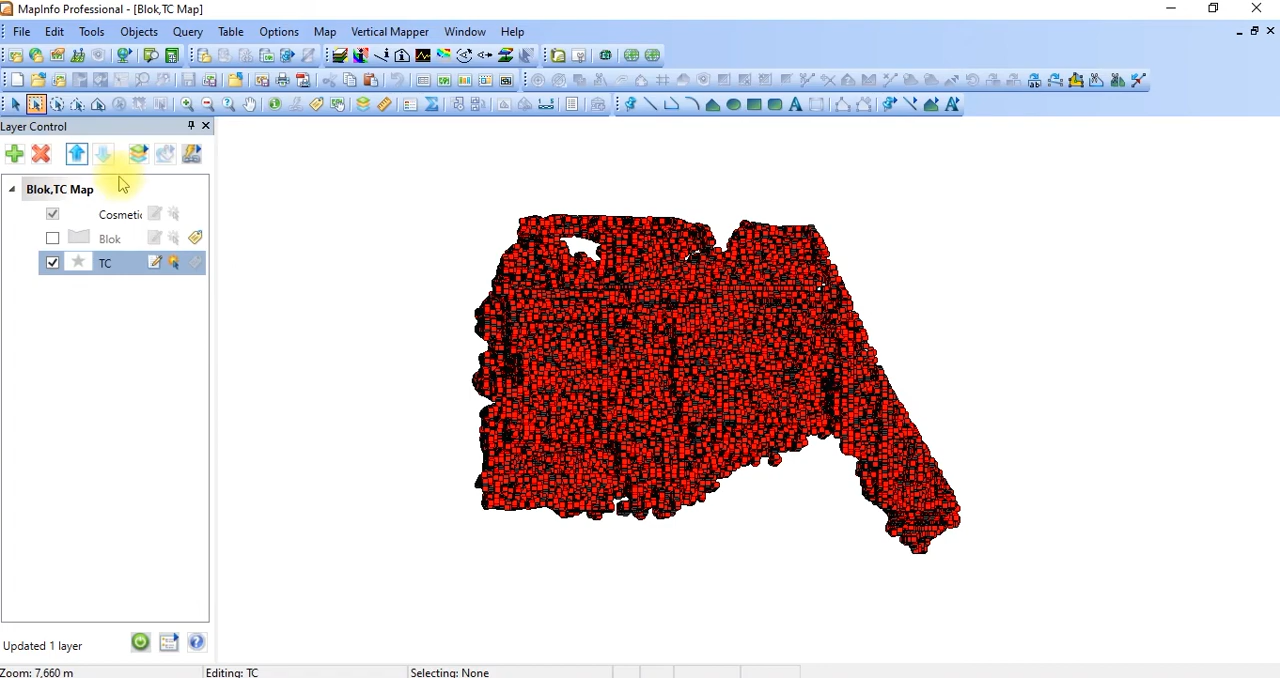 MapInfo Professional - [Blok,TC Map]
File Edit Tools Objects Query Table Options Map Vertical Mapper Window Help
Layer Control
Blok,TC Map
Cosmetic
Blok
TC
Updated 1 layer
Zoom: 7,660 m Editing: TC Selecting: None